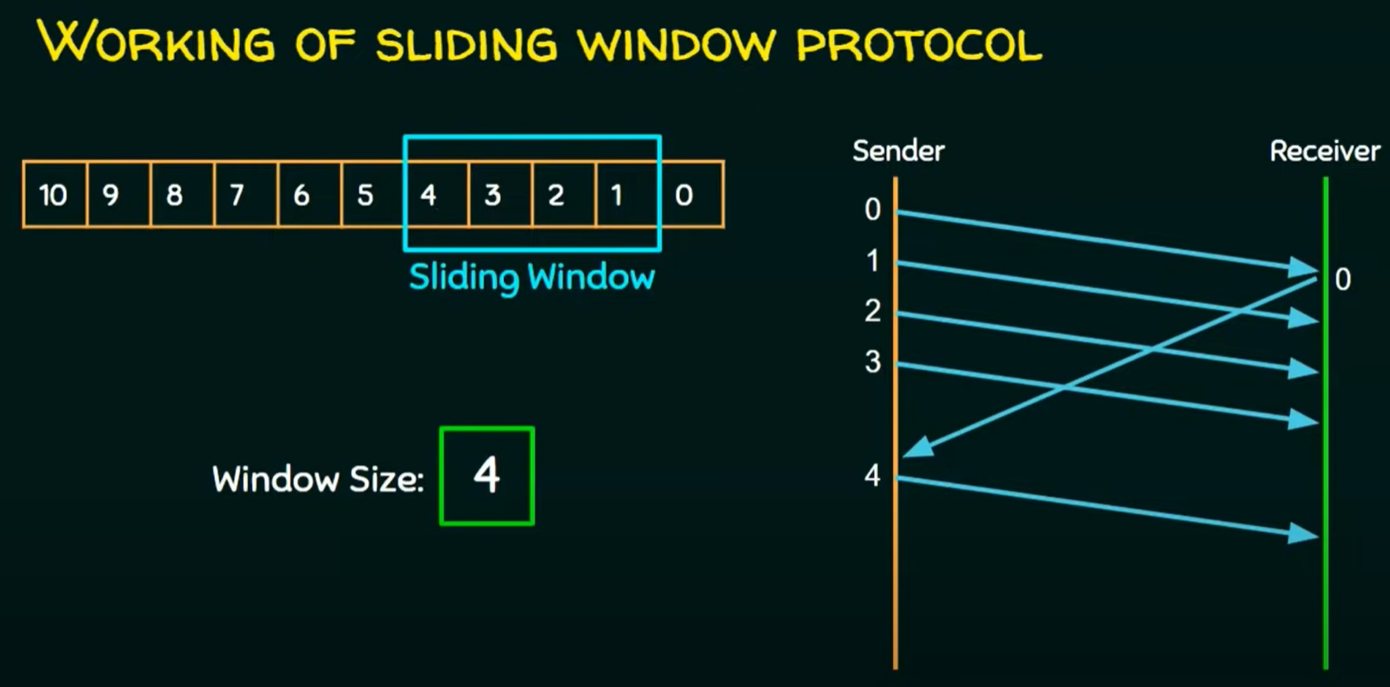 WORKING OF SLIDING WINDOW PROTOCOL
10 9 8 7 6 5 4 3 2 1 0
Sliding Window
Window Size: 4
Sender Receiver
0
1
0
2
3
4